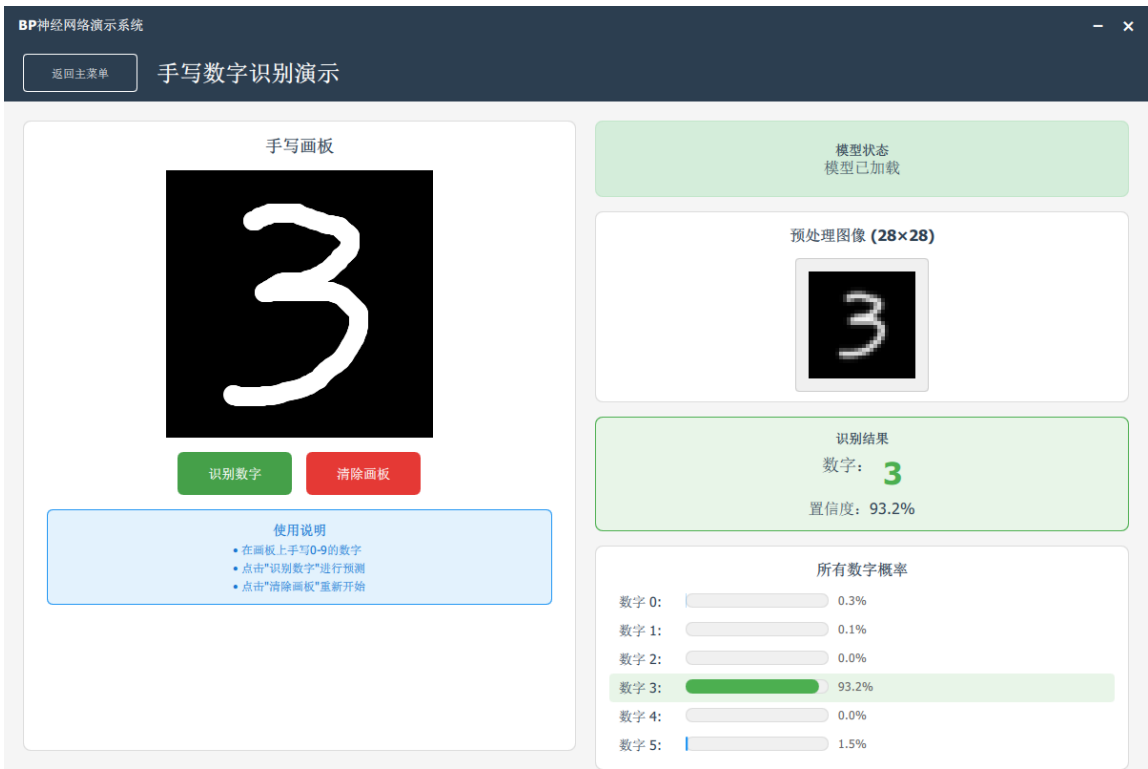 BP神经网络演示系统
返回主菜单
手写数字识别演示
手写画板
3
识别数字
清除画板
使用说明
• 在画板上手写0-9的数字
• 点击"识别数字"进行预测
• 点击"清除画板"重新开始
模型状态
模型已加载
预处理图像 (28×28)
3
识别结果
数字: 3
置信度: 93.2%
所有数字概率
数字 0: 0.3%
数字 1: 0.1%
数字 2: 0.0%
数字 3: 93.2%
数字 4: 0.0%
数字 5: 1.5%